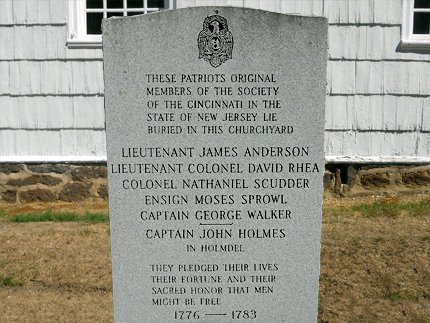 THESE PATRIOTS ORIGINAL
MEMBERS OF THE SOCIETY
OF THE CINCINNATI IN THE
STATE OF NEW JERSEY LIE
BURIED IN THIS CHURCHYARD
LIEUTENANT JAMES ANDERSON
LIEUTENANT COLONEL DAVID RHEA
COLONEL NATHANIEL SCUDDER
ENSIGN MOSES SPROWL
CAPTAIN GEORGE WALKER
CAPTAIN JOHN HOLMES
IN HOLMDEL
THEY PLEDGED THEIR LIVES
THEIR FORTUNE AND THEIR
SACRED HONOR THAT MEN
MIGHT BE FREE
1776 — 1783